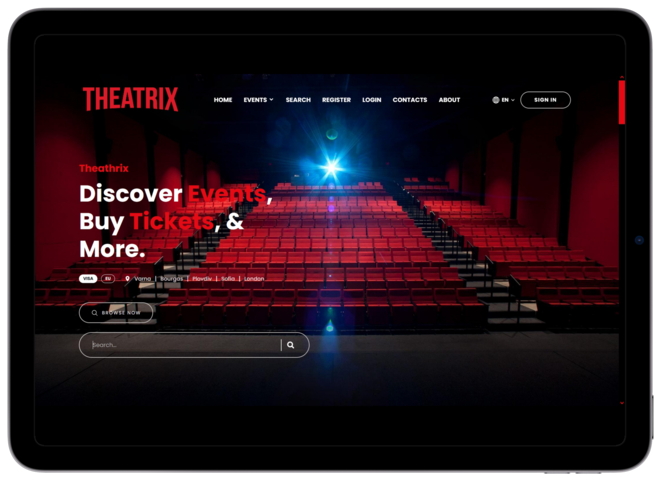 THEATRIX
HOME EVENTS SEARCH REGISTER LOGIN CONTACTS ABOUT EN SIGN IN
Theathrix
Discover Events,
Buy Tickets, &
More.
VISA EU Varna | Bourgas | Plovdiv | Sofia | London
BROWSE NOW
Search..